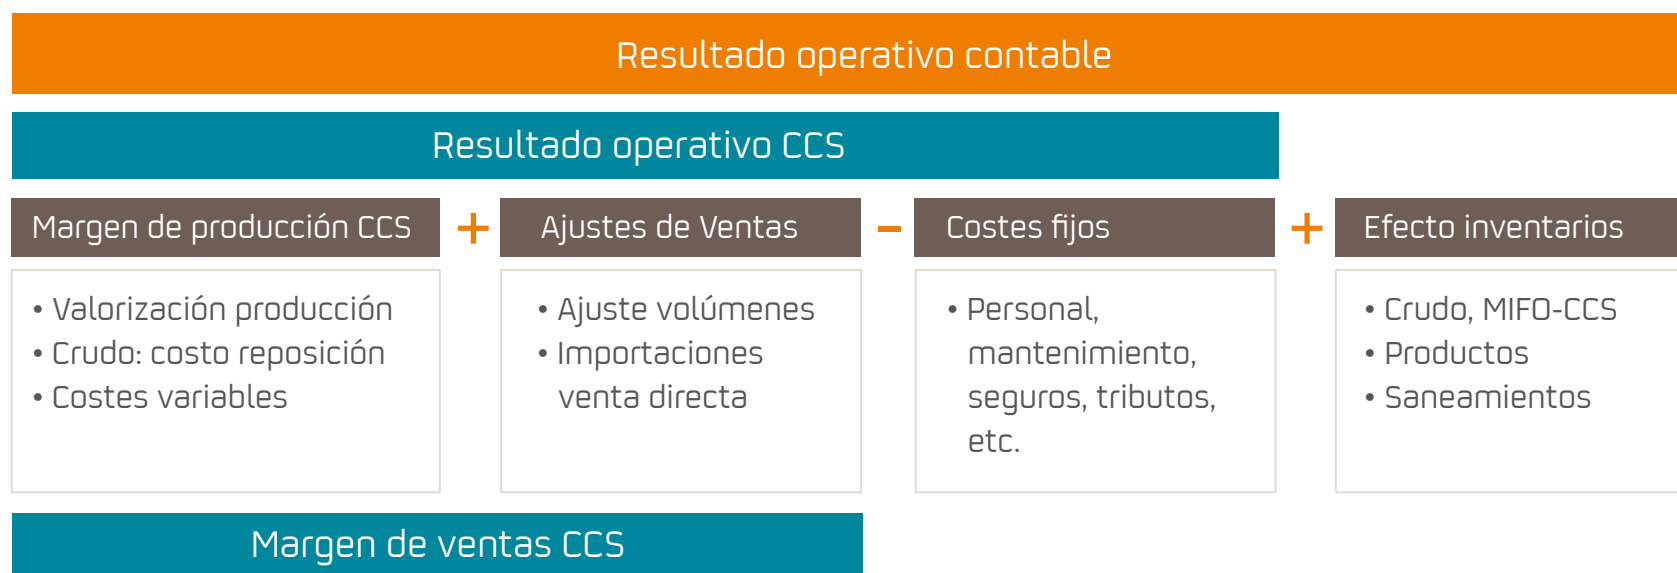 Resultado operativo contable
Resultado operativo CCS
Margen de producción CCS + Ajustes de Ventas - Costes fijos + Efecto inventarios
• Valorización producción
• Crudo: costo reposición
• Costes variables
• Ajuste volúmenes
• Importaciones
venta directa
• Personal,
mantenimiento,
seguros, tributos,
etc.
• Crudo, MIFO-CCS
• Productos
• Saneamientos
Margen de ventas CCS